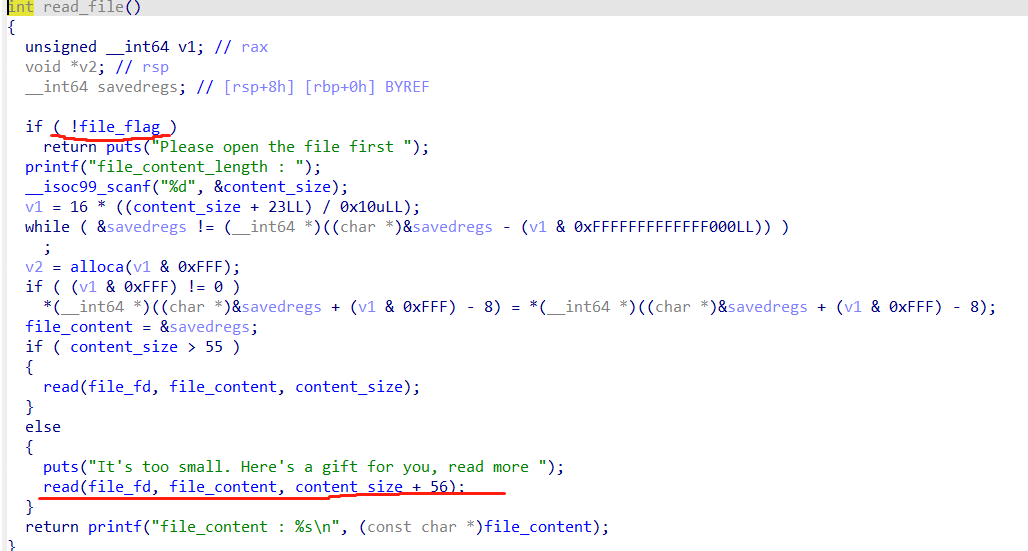 int read_file()
{
unsigned __int64 v1; // rax
void *v2; // rsp
__int64 savedregs; // [rsp+8h] [rbp+0h] BYREF
if ( !file_flag )
return puts("Please open the file first ");
printf("file_content_length : ");
__isoc99_scanf("%d", &content_size);
v1 = 16 * ((content_size + 23LL) / 0x10uLL);
while ( &savedregs != (__int64 *)((char *)&savedregs - (v1 & 0xFFFFFFFFFFFFF000LL)) )
;
v2 = alloca(v1 & 0xFFF);
if ( (v1 & 0xFFF) != 0 )
*(__int64 *)((char *)&savedregs + (v1 & 0xFFF) - 8) = *(__int64 *)((char *)&savedregs + (v1 & 0xFFF) - 8);
file_content = &savedregs;
if ( content_size > 55 )
{
read(file_fd, file_content, content_size);
}
else
{
puts("It's too small. Here's a gift for you, read more ");
read(file_fd, file_content, content_size + 56);
}
return printf("file_content : %s\n", (const char *)file_content);
}